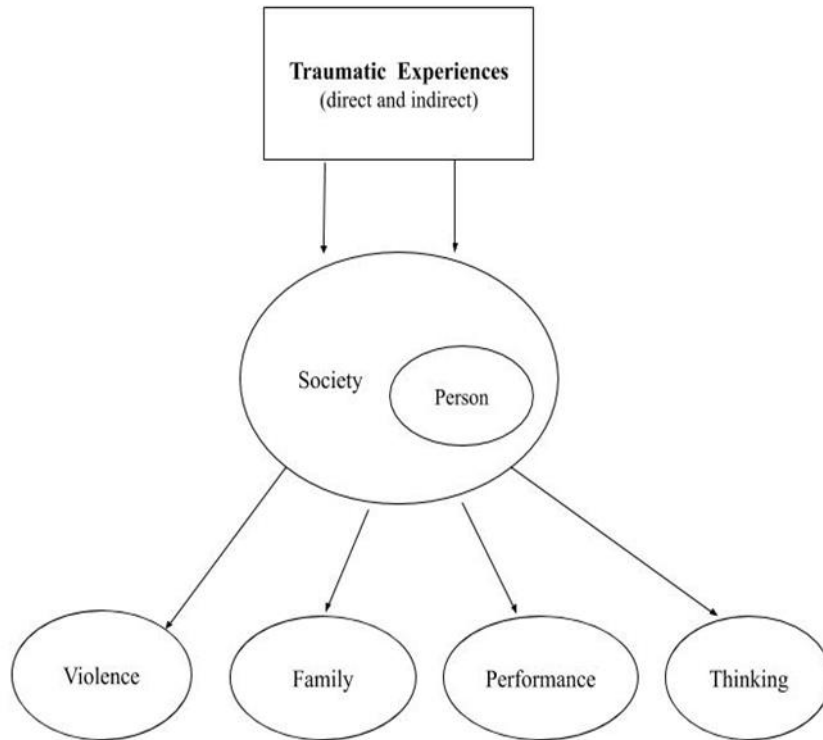 Traumatic Experiences
(direct and indirect)
Society
Person
Violence
Family
Performance
Thinking